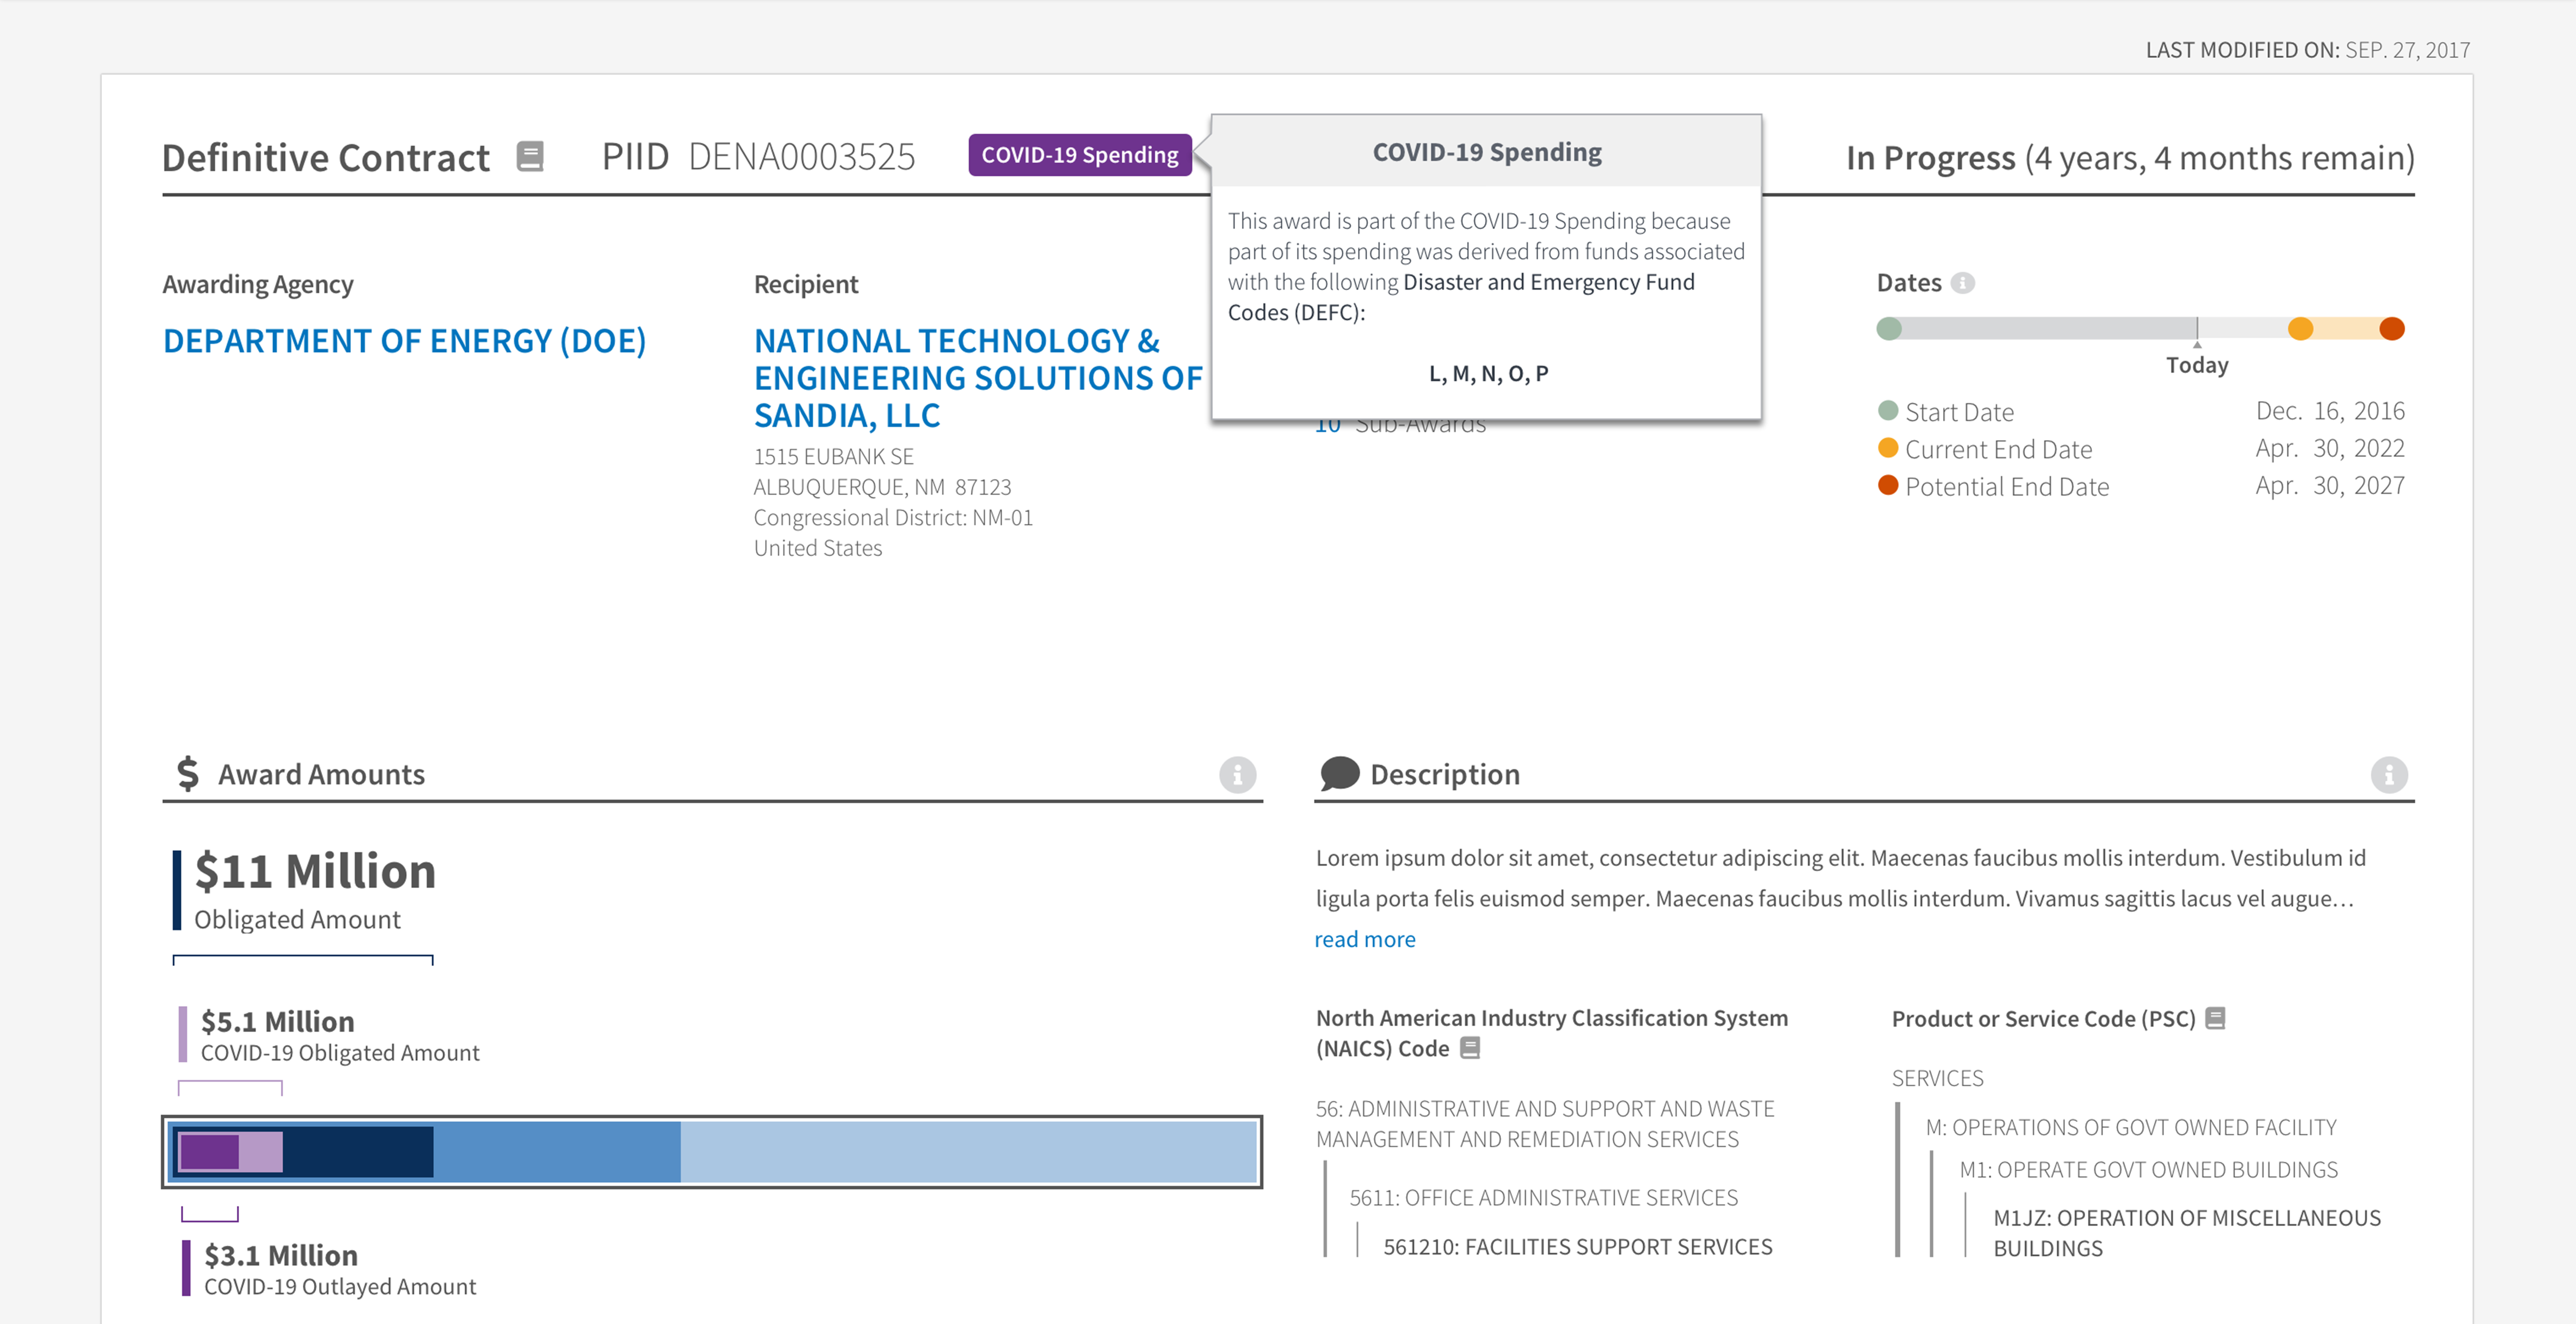 LAST MODIFIED ON: SEP. 27, 2017
Definitive Contract
PIID DENA0003525
COVID-19 Spending
In Progress (4 years, 4 months remain)
COVID-19 Spending
This award is part of the COVID-19 Spending because
part of its spending was derived from funds associated
with the following Disaster and Emergency Fund
Codes (DEFC):
L, M, N, O, P
Awarding Agency
DEPARTMENT OF ENERGY (DOE)
Recipient
NATIONAL TECHNOLOGY &
ENGINEERING SOLUTIONS OF
SANDIA, LLC
1515 EUBANK SE
ALBUQUERQUE, NM 87123
Congressional District: NM-01
United States
10 Sub-Awards
Dates
Today
Start Date Dec. 16, 2016
Current End Date Apr. 30, 2022
Potential End Date Apr. 30, 2027
$ Award Amounts
$11 Million
Obligated Amount
$5.1 Million
COVID-19 Obligated Amount
$3.1 Million
COVID-19 Outlayed Amount
Description
Lorem ipsum dolor sit amet, consectetur adipiscing elit. Maecenas faucibus mollis interdum. Vestibulum id
ligula porta felis euismod semper. Maecenas faucibus mollis interdum. Vivamus sagittis lacus vel augue...
read more
North American Industry Classification System
(NAICS) Code
56: ADMINISTRATIVE AND SUPPORT AND WASTE
MANAGEMENT AND REMEDIATION SERVICES
5611: OFFICE ADMINISTRATIVE SERVICES
561210: FACILITIES SUPPORT SERVICES
Product or Service Code (PSC)
SERVICES
M: OPERATIONS OF GOVT OWNED FACILITY
M1: OPERATE GOVT OWNED BUILDINGS
M1JZ: OPERATION OF MISCELLANEOUS
BUILDINGS